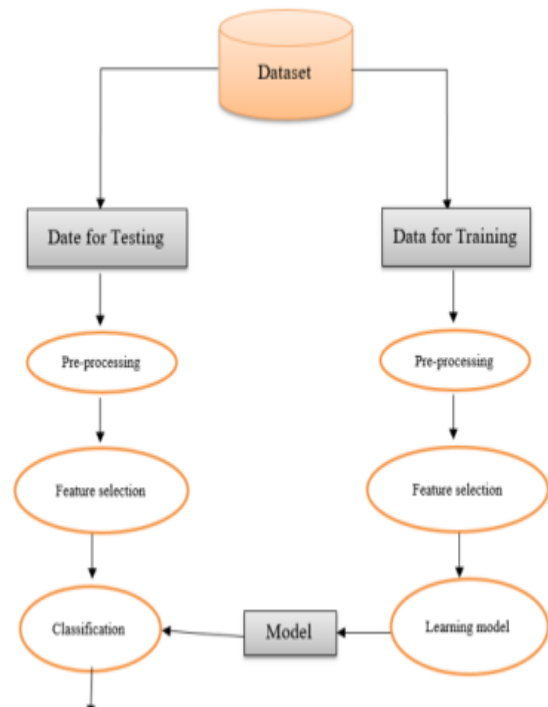 Dataset
Date for Testing
Data for Training
Pre-processing
Pre-processing
Feature selection
Feature selection
Classification
Model
Learning model